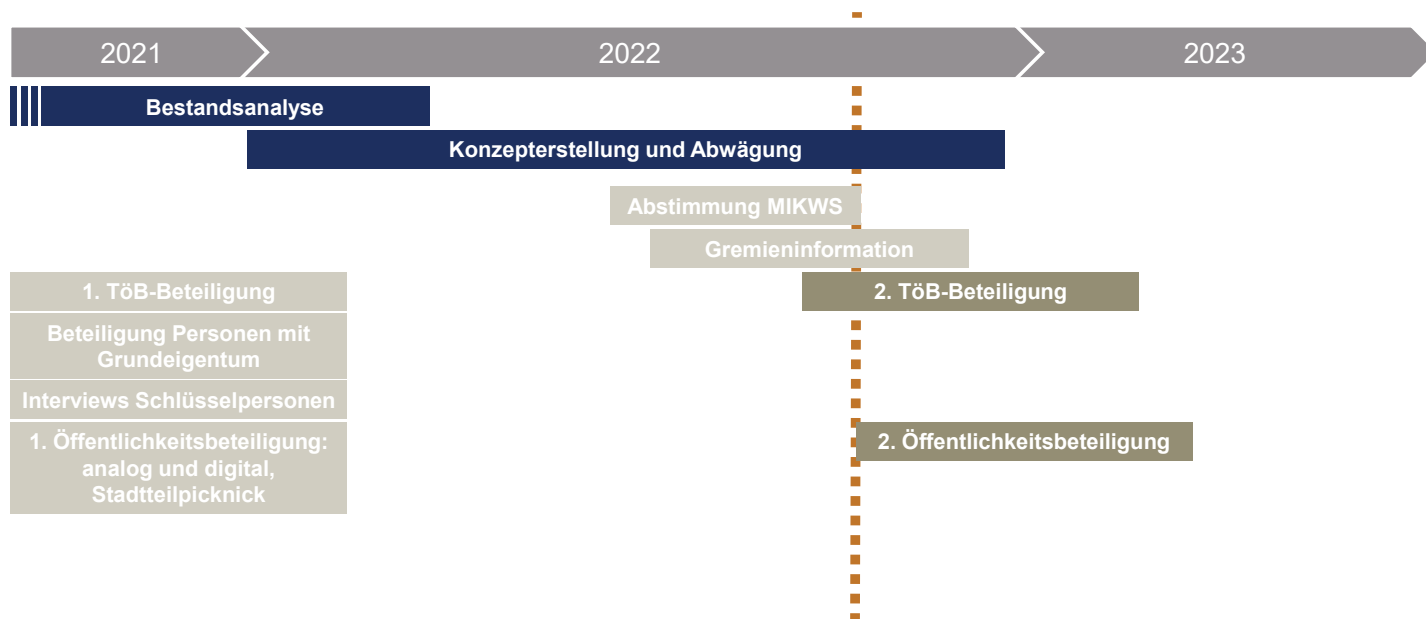 2021
2022
2023
Bestandsanalyse
Konzepterstellung und Abwägung
Abstimmung MIKWS
Gremieninformation
1. TöB-Beteiligung
2. TöB-Beteiligung
Beteiligung Personen mit
Grundeigentum
Interviews Schlüsselpersonen
1. Öffentlichkeitsbeteiligung:
analog und digital,
Stadtteilpicknick
2. Öffentlichkeitsbeteiligung